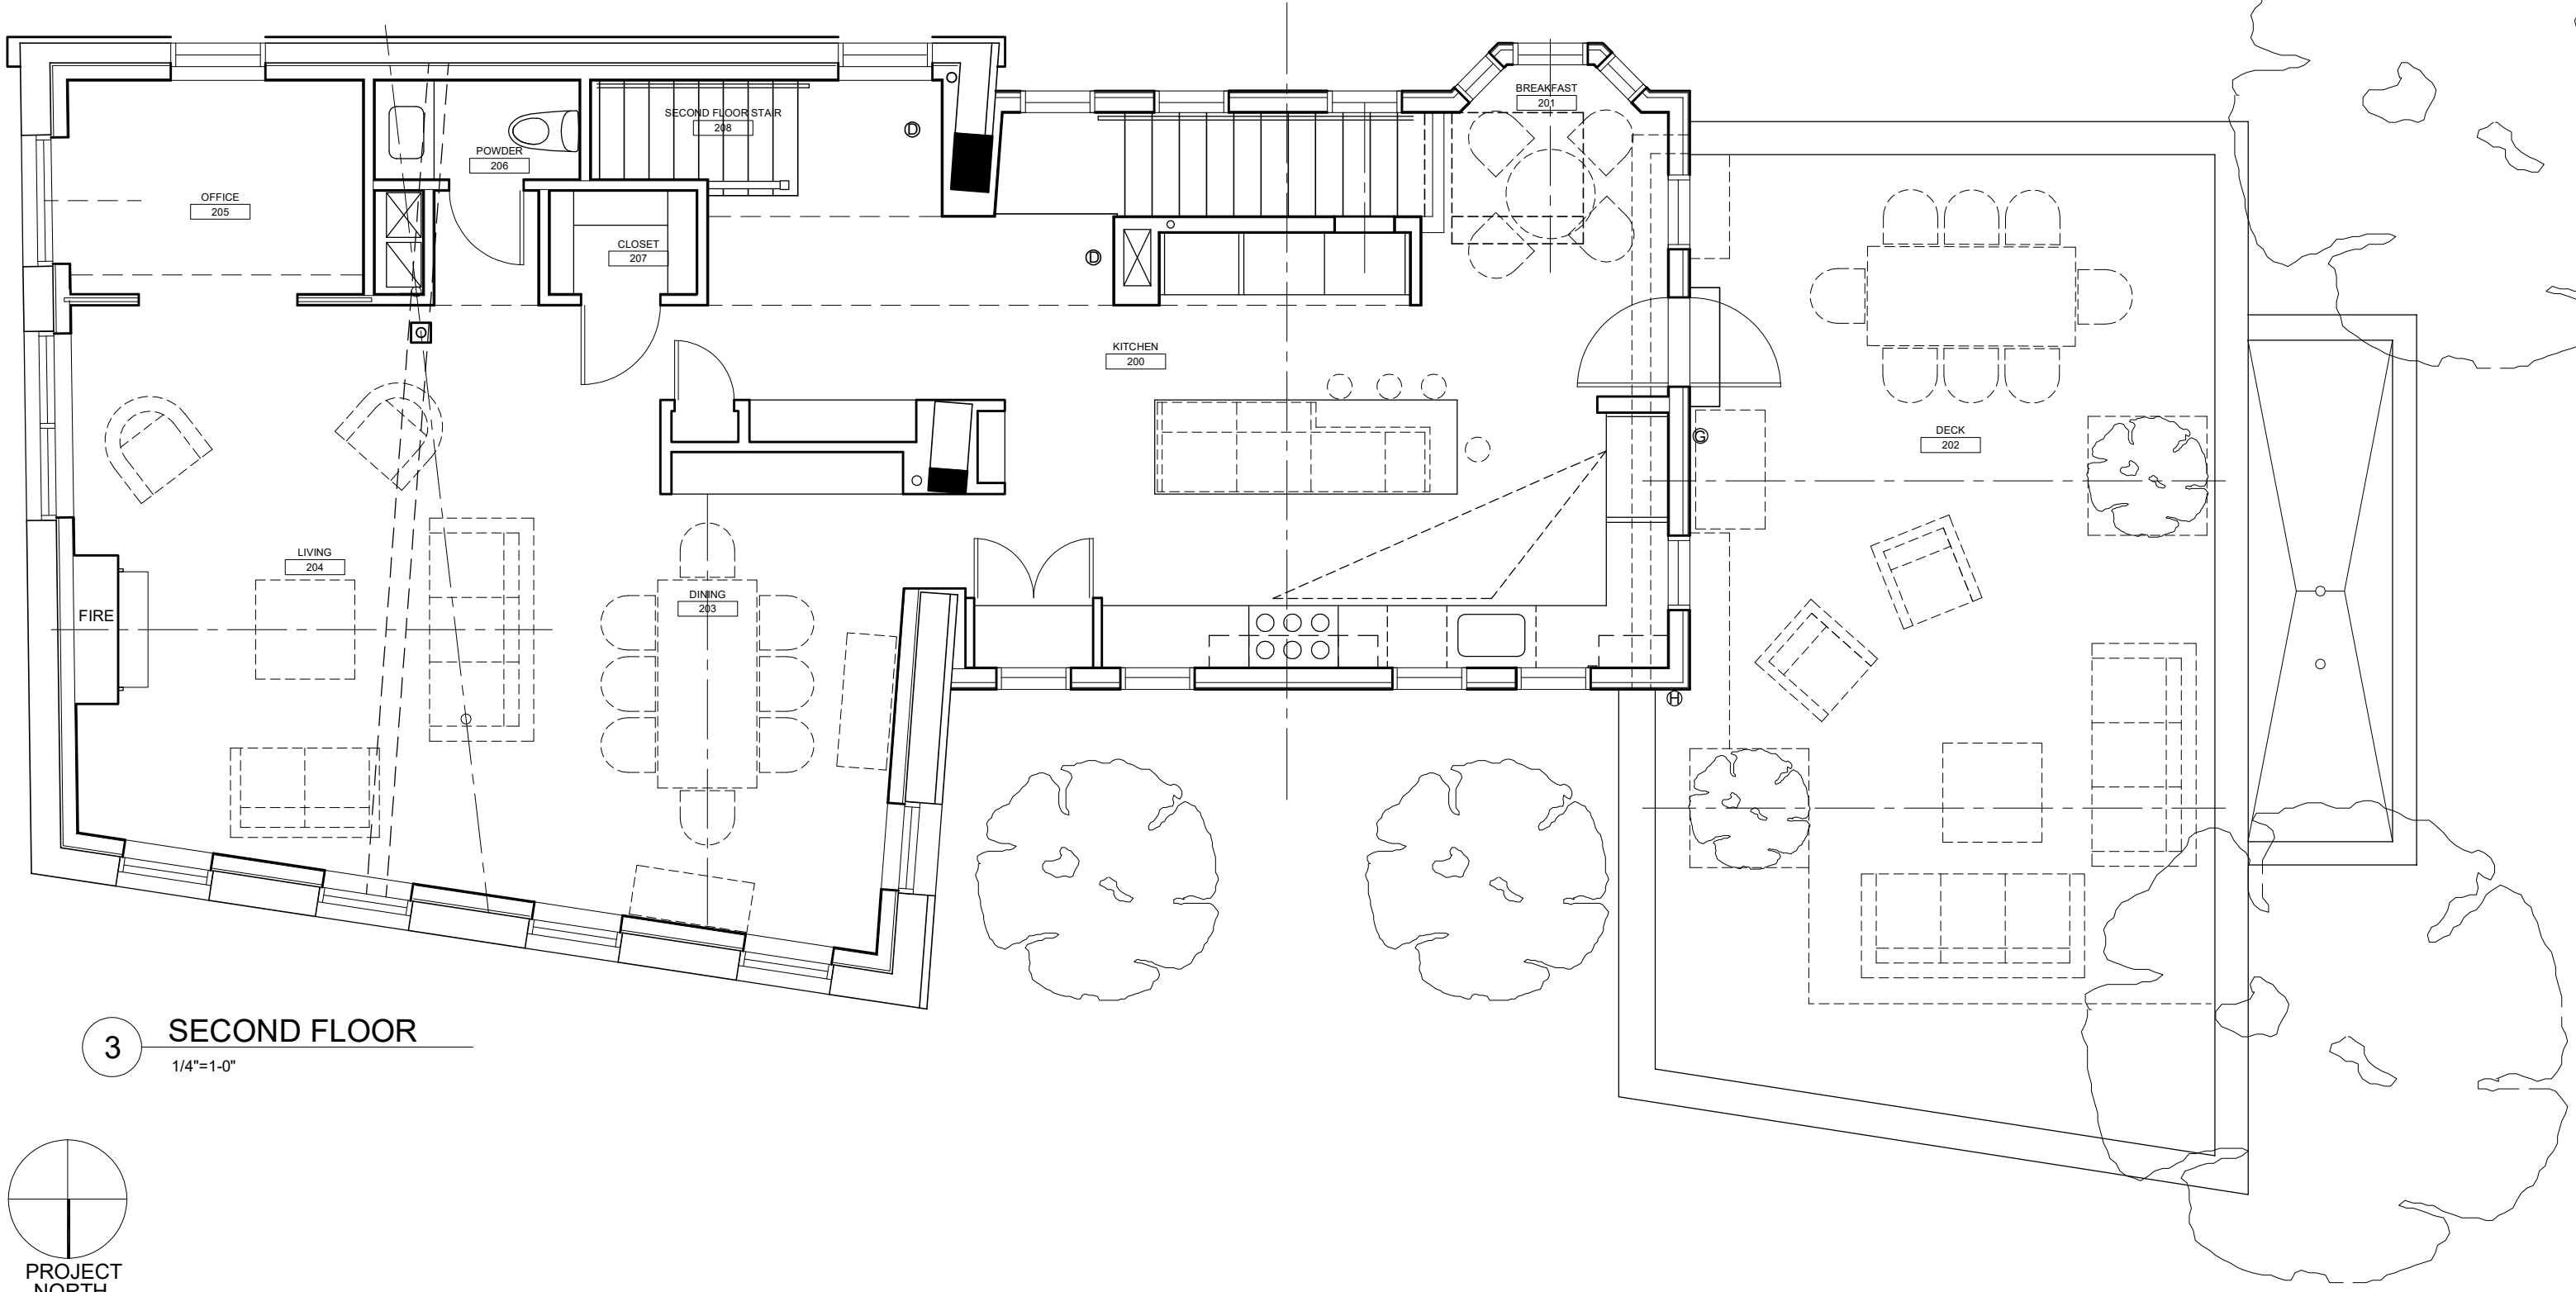 BREAKFAST
201
SECOND FLOOR STAIR
208
D
POWDER
206
OFFICE
205
CLOSET
207
D
KITCHEN
200
DECK
202
G
LIVING
204
DINING
203
FIRE
H
3
SECOND FLOOR
1/4"=1-0"
PROJECT
NORTH